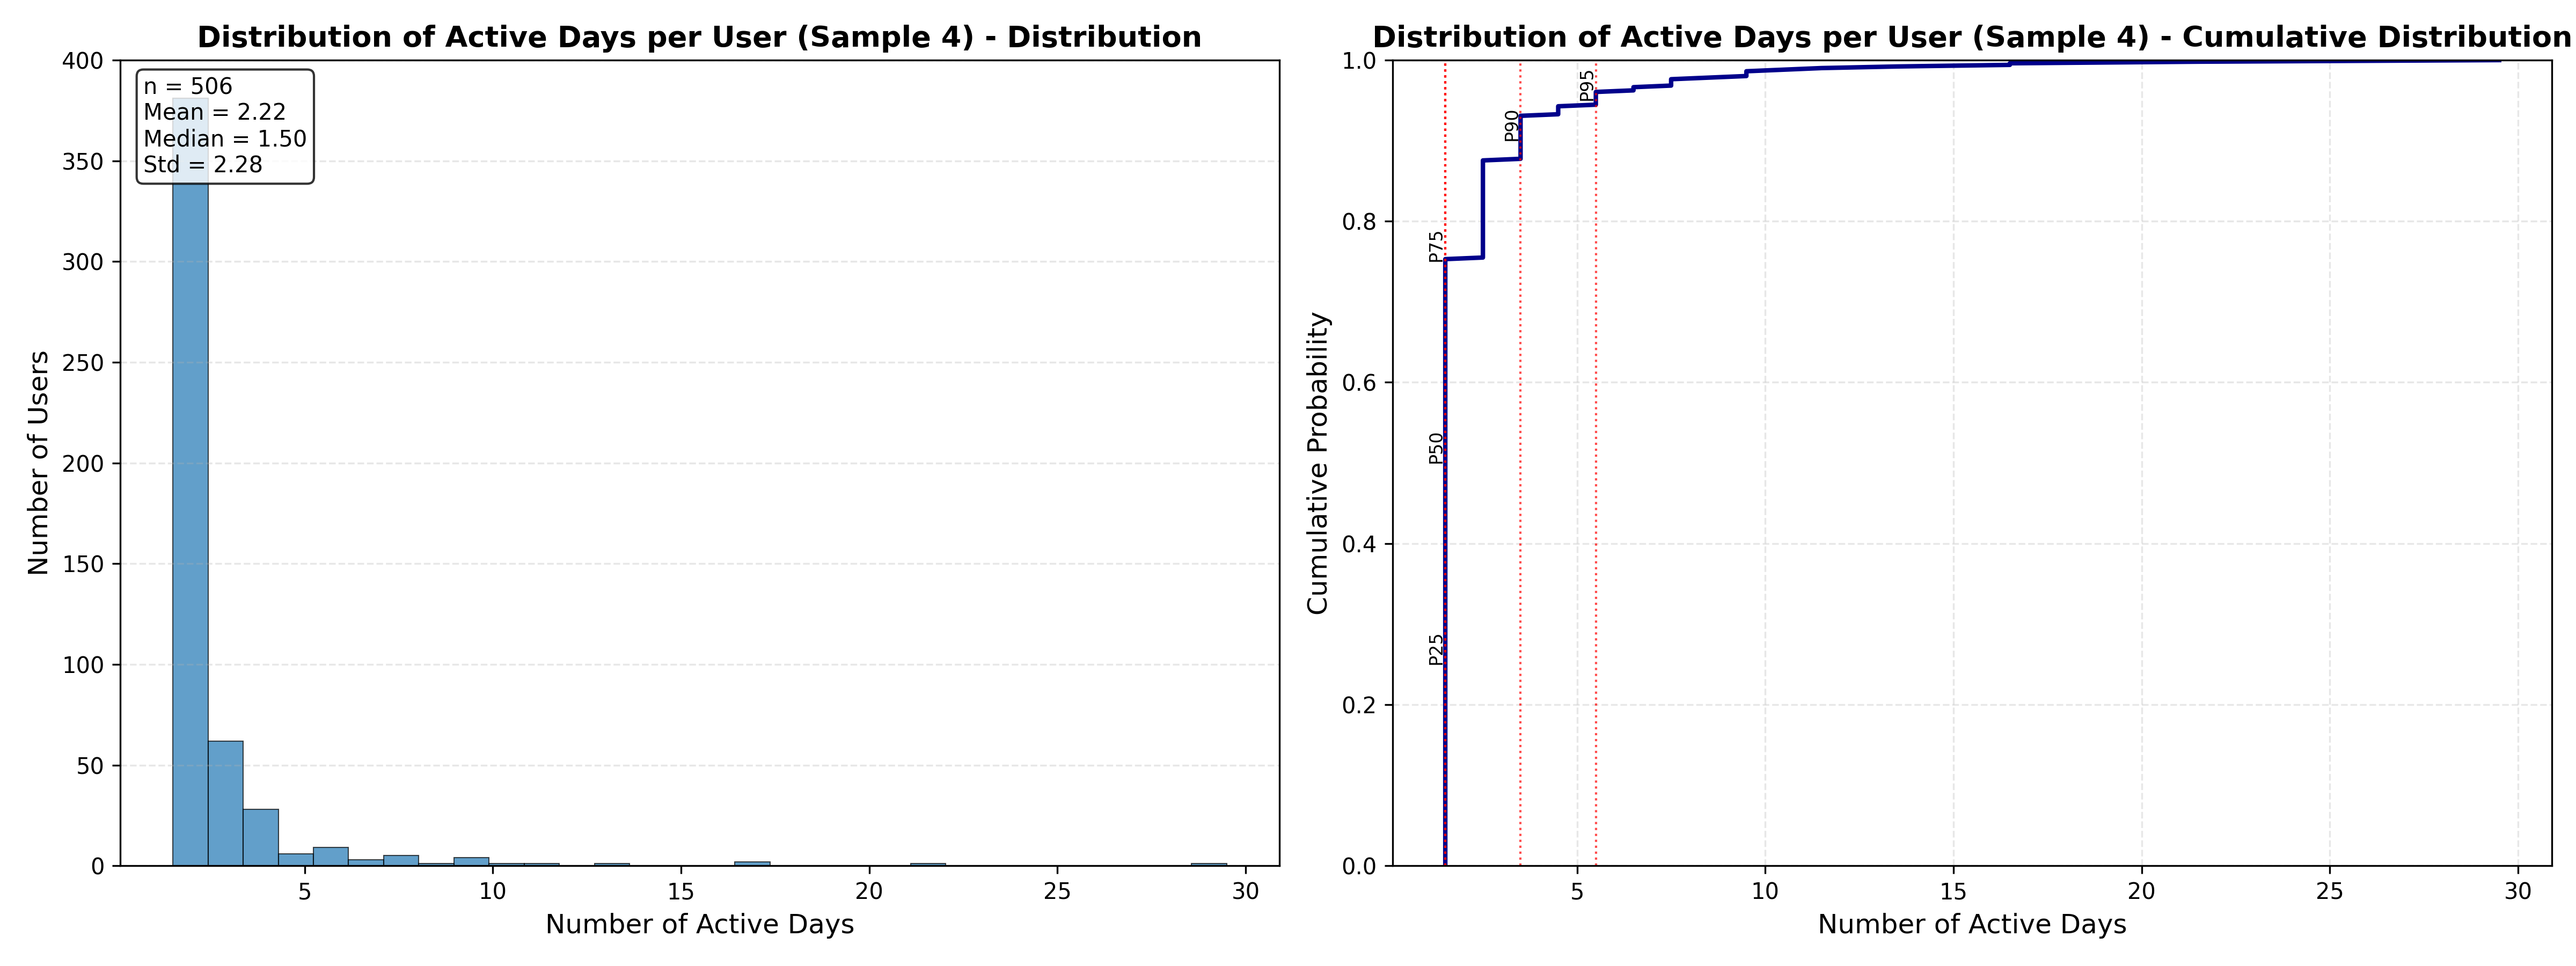 Distribution of Active Days per User (Sample 4) - Distribution
n = 506
Mean = 2.22
Median = 1.50
Std = 2.28
Number of Users
400
350
300
250
200
150
100
50
0
5
10
15
20
25
30
Number of Active Days
Distribution of Active Days per User (Sample 4) - Cumulative Distribution
Cumulative Probability
1.0
0.8
0.6
0.4
0.2
0.0
P95
P90
P75
P50
P25
5
10
15
20
25
30
Number of Active Days